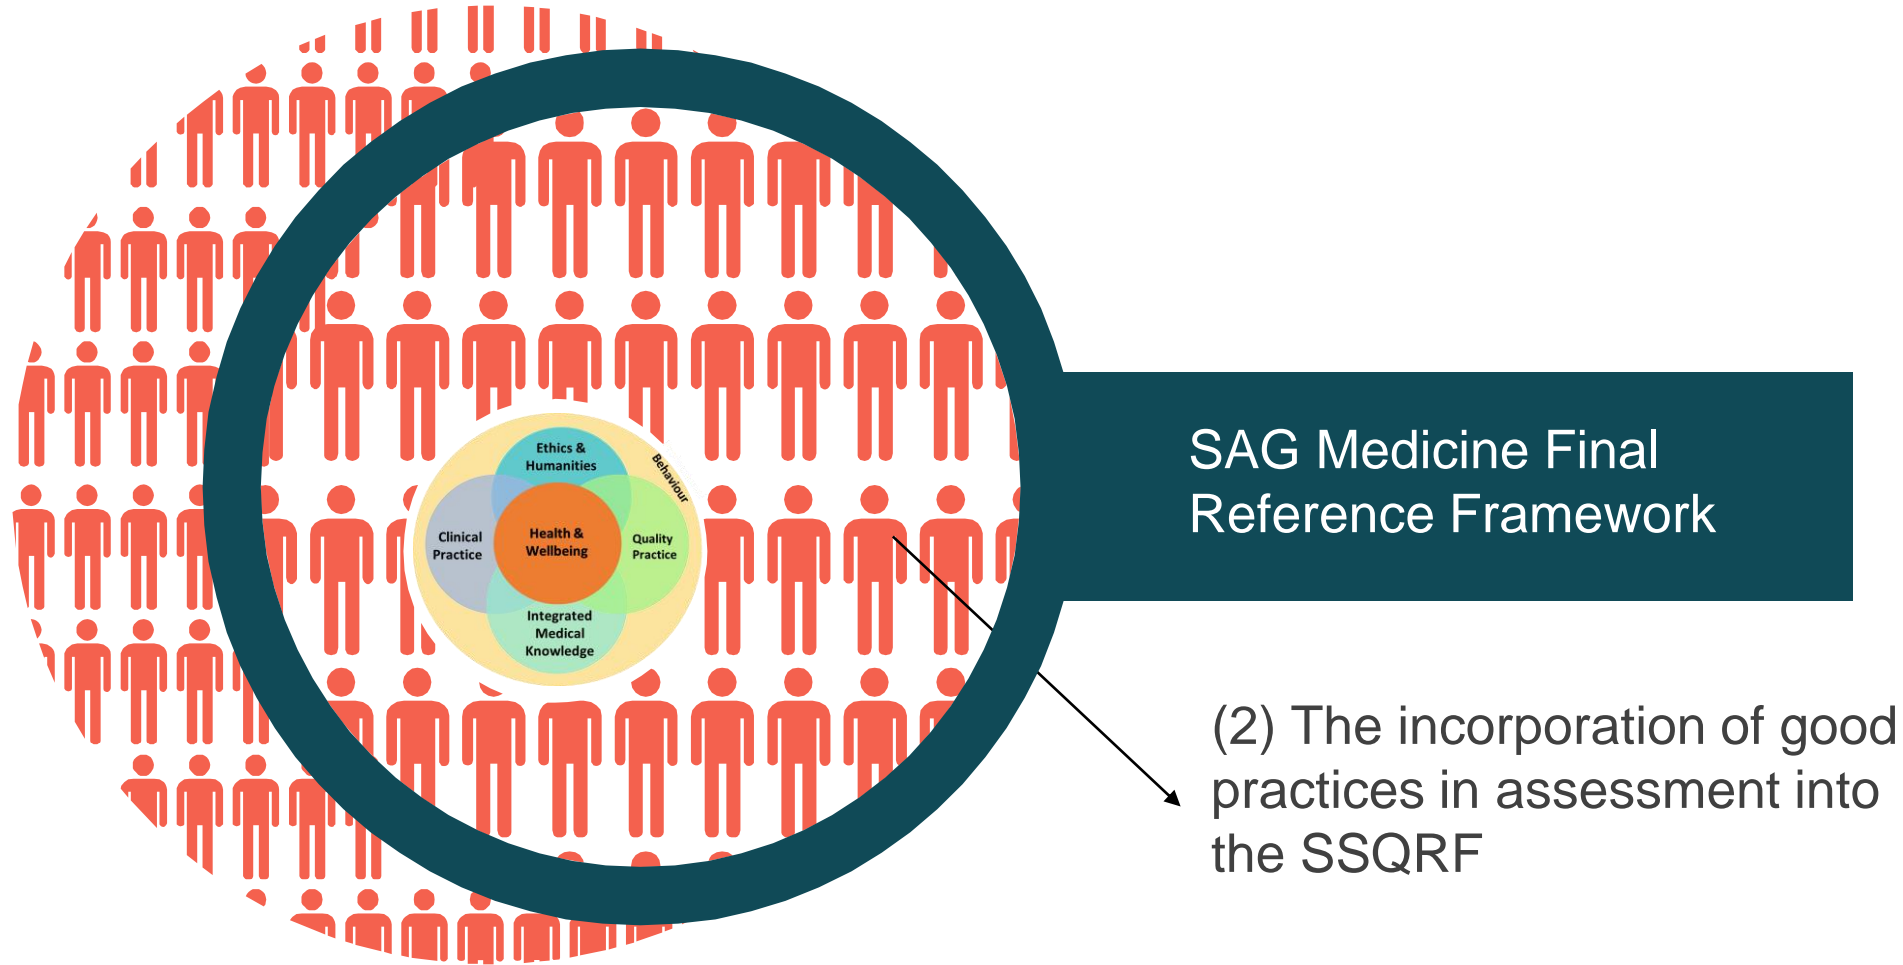 Ethics &
Humanities
Behaviour
Clinical
Practice
Health &
Wellbeing
Quality
Practice
Integrated
Medical
Knowledge
SAG Medicine Final
Reference Framework
(2) The incorporation of good
practices in assessment into
the SSQRF